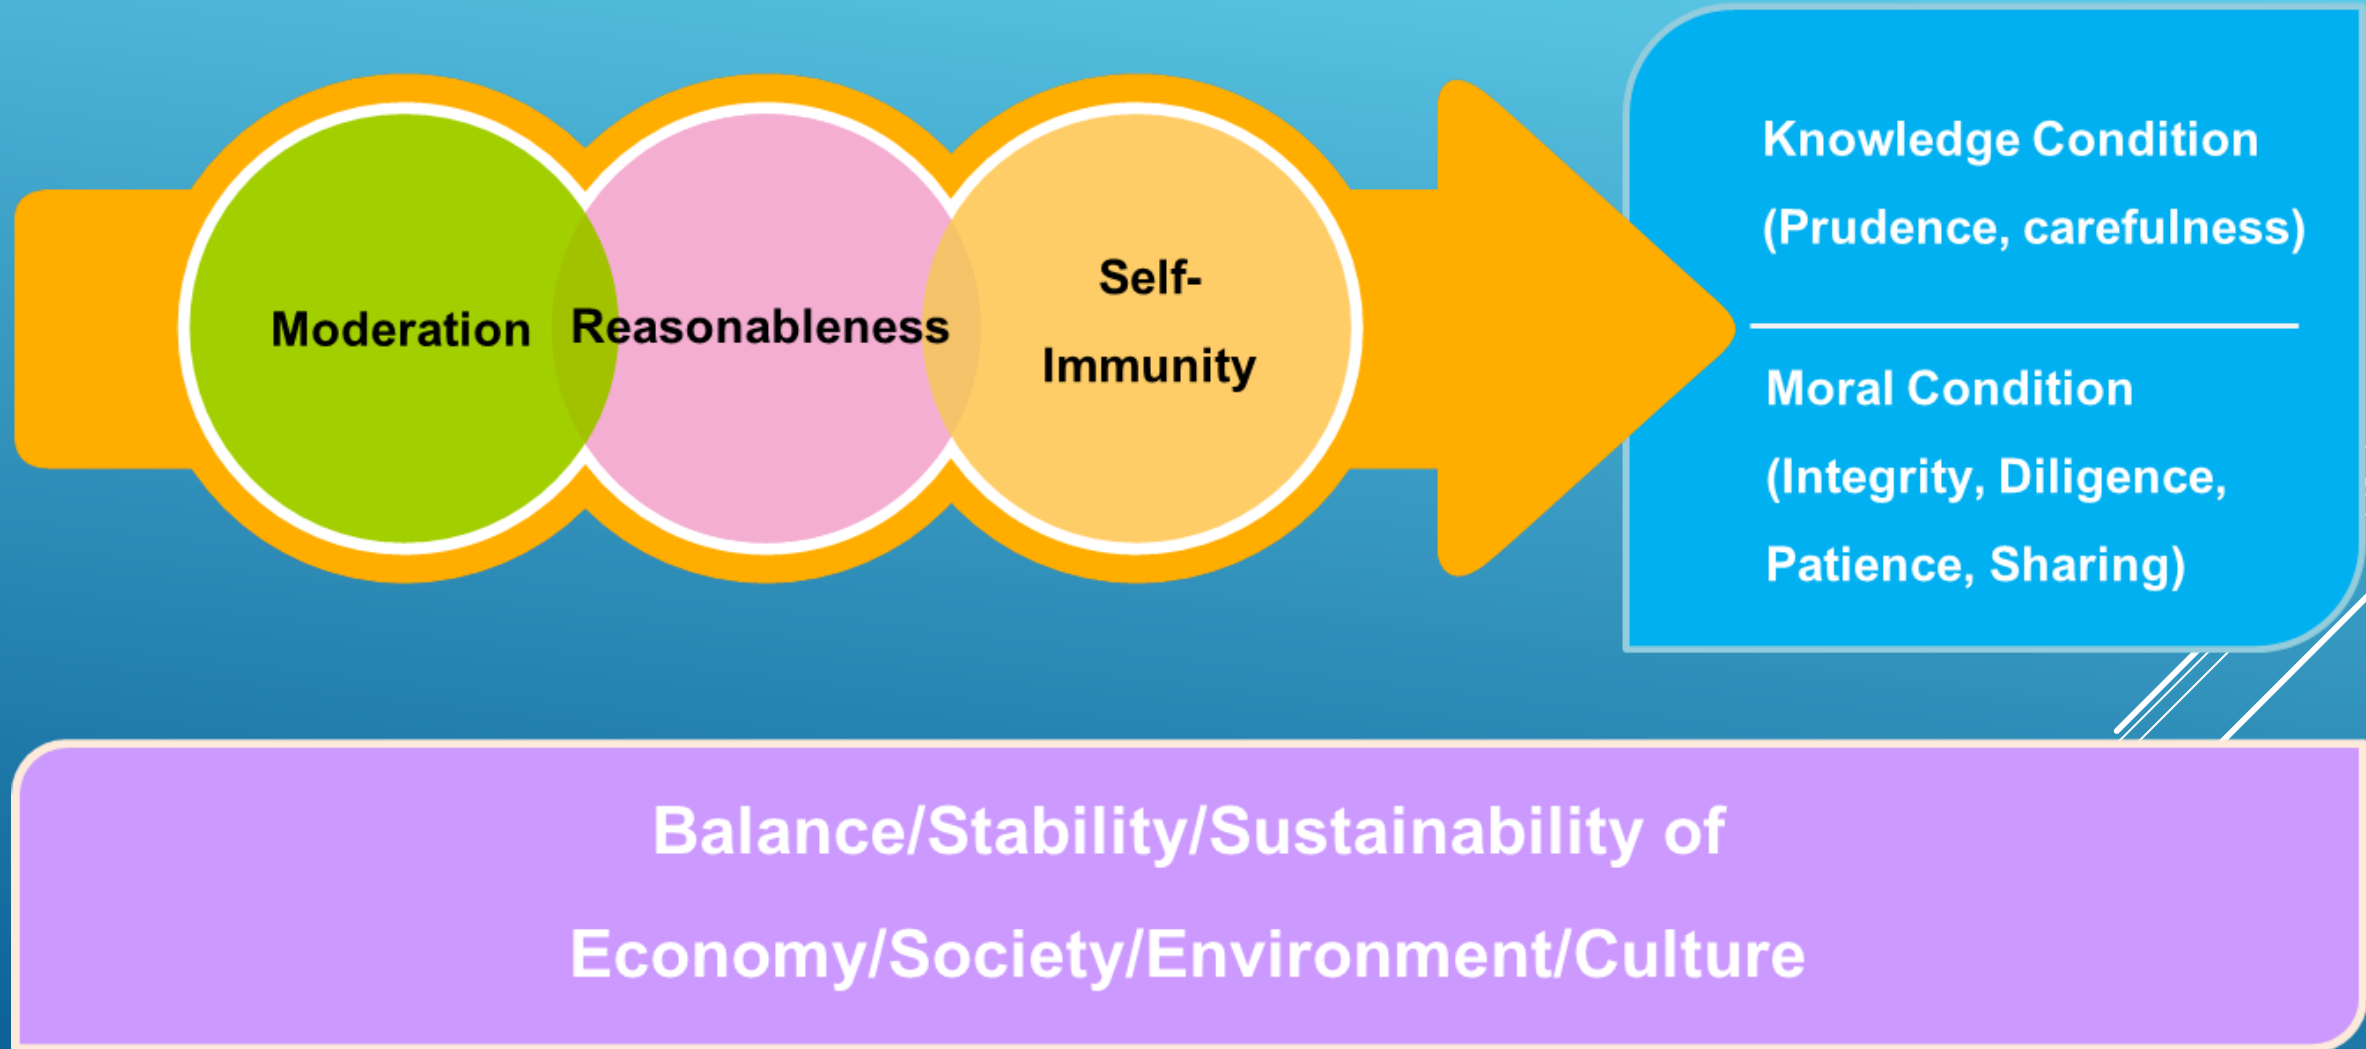 Moderation
Reasonableness
Self-
Immunity
Knowledge Condition
(Prudence, carefulness)
Moral Condition
(Integrity, Diligence,
Patience, Sharing)
Balance/Stability/Sustainability of
Economy/Society/Environment/Culture